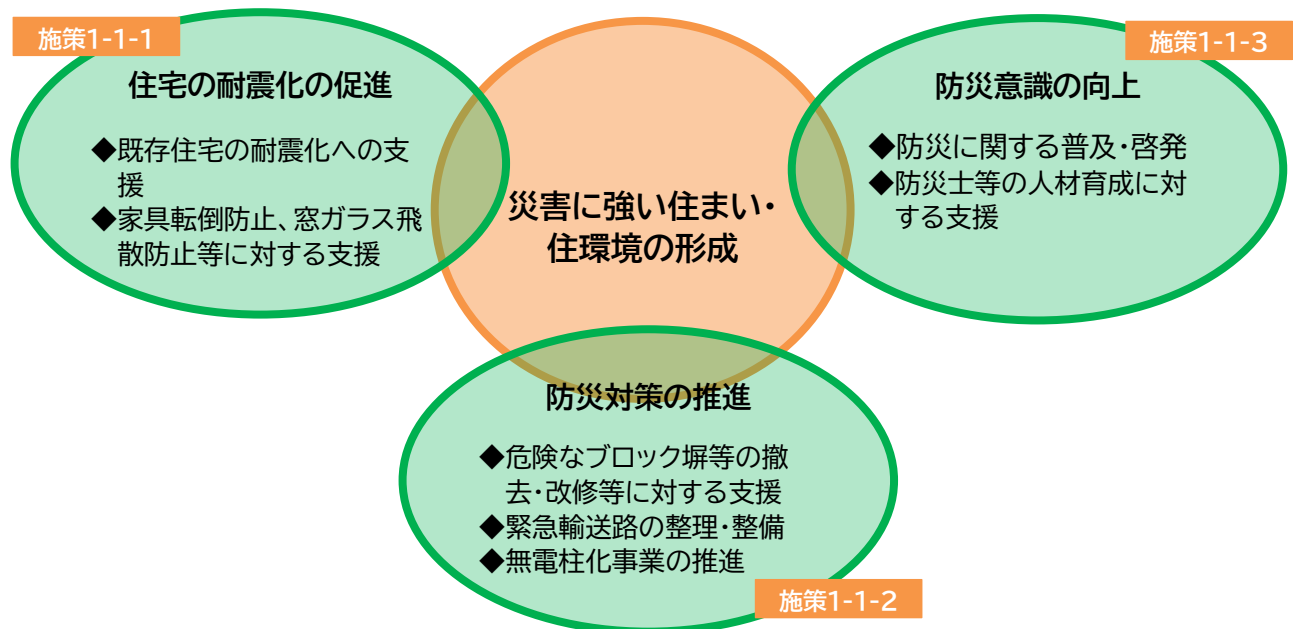 施策1-1-1
住宅の耐震化の促進
◆既存住宅の耐震化への支
援
◆家具転倒防止、窓ガラス飛
散防止等に対する支援
災害に強い住まい・
住環境の形成
施策1-1-3
防災意識の向上
◆防災に関する普及・啓発
◆防災士等の人材育成に対
する支援
防災対策の推進
◆危険なブロック塀等の撤
去・改修等に対する支援
◆緊急輸送路の整理・整備
◆無電柱化事業の推進
施策1-1-2